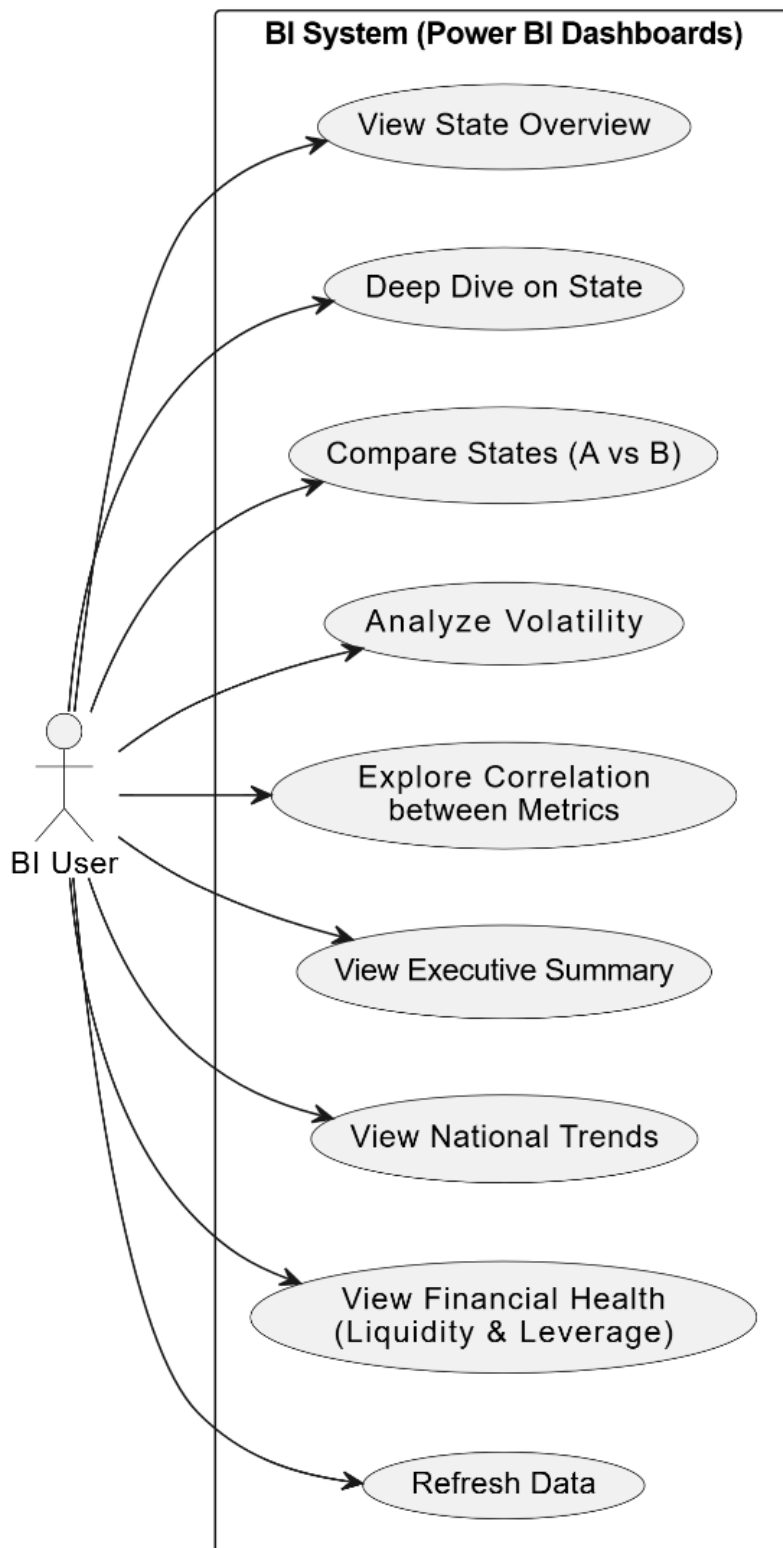 BI System (Power BI Dashboards)
View State Overview
Deep Dive on State
Compare States (A vs B)
Analyze Volatility
Explore Correlation
between Metrics
BI User
View Executive Summary
View National Trends
View Financial Health
(Liquidity & Leverage)
Refresh Data